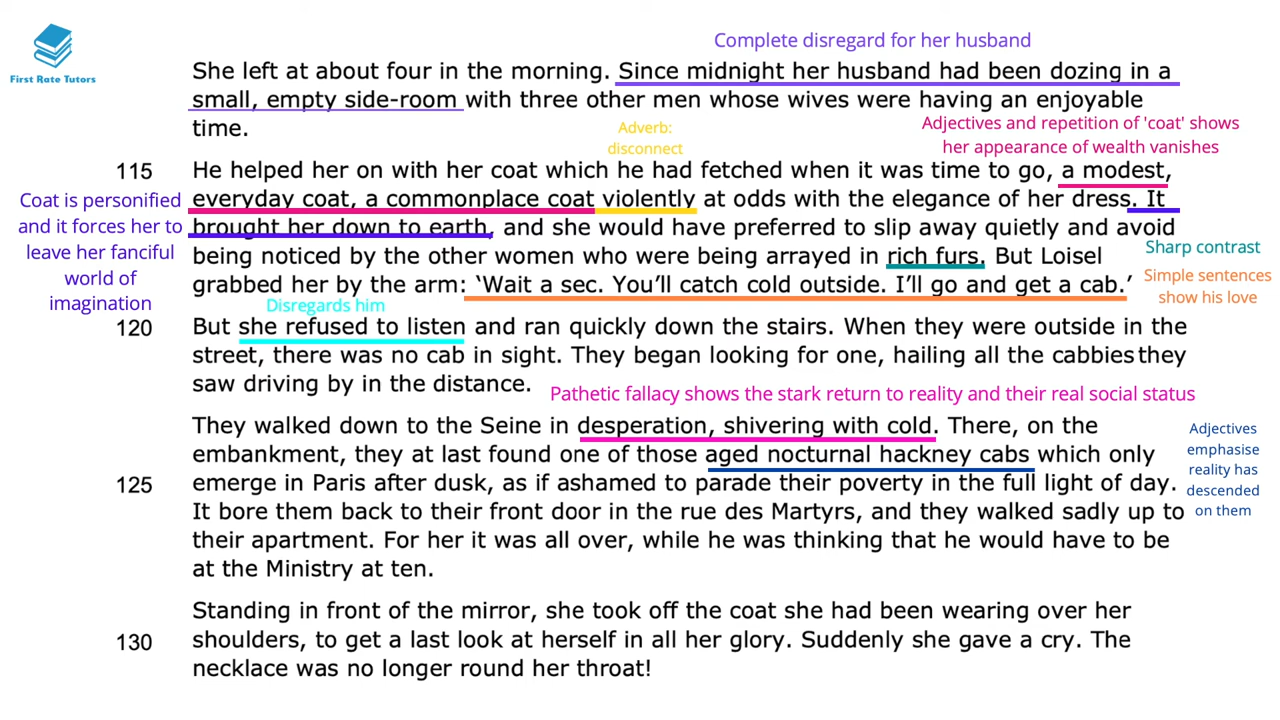 Complete disregard for her husband
First Rate Tutors
She left at about four in the morning. Since midnight her husband had been dozing in a
small, empty side-room with three other men whose wives were having an enjoyable
time.
Adverb:
disconnect
Adjectives and repetition of 'coat' shows
her appearance of wealth vanishes
115 He helped her on with her coat which he had fetched when it was time to go, a modest,
everyday coat, a commonplace coat violently at odds with the elegance of her dress. It
brought her down to earth, and she would have preferred to slip away quietly and avoid
being noticed by the other women who were being arrayed in rich furs. But Loisel
grabbed her by the arm: ‘Wait a sec. You’ll catch cold outside. I’ll go and get a cab.’
Coat is personified
and it forces her to
leave her fanciful
world of
imagination
Sharp contrast
Simple sentences
show his love
Disregards him
120 But she refused to listen and ran quickly down the stairs. When they were outside in the
street, there was no cab in sight. They began looking for one, hailing all the cabbies they
saw driving by in the distance.
Pathetic fallacy shows the stark return to reality and their real social status
They walked down to the Seine in desperation, shivering with cold. There, on the
embankment, they at last found one of those aged nocturnal hackney cabs which only
125 emerge in Paris after dusk, as if ashamed to parade their poverty in the full light of day.
It bore them back to their front door in the rue des Martyrs, and they walked sadly up to
their apartment. For her it was all over, while he was thinking that he would have to be
at the Ministry at ten.
Adjectives
emphasise
reality has
descended
on them
Standing in front of the mirror, she took off the coat she had been wearing over her
130 shoulders, to get a last look at herself in all her glory. Suddenly she gave a cry. The
necklace was no longer round her throat!